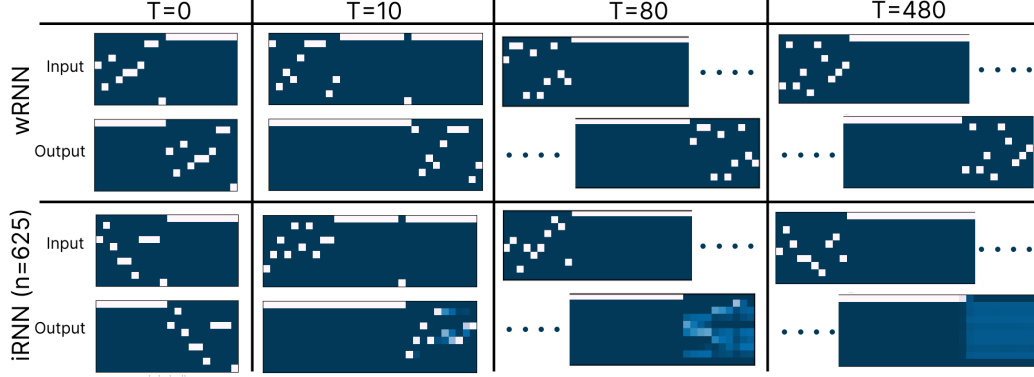 T=0 T=10 T=80 T=480
wRNN
Input
Output
iRNN (n=625)
Input
Output